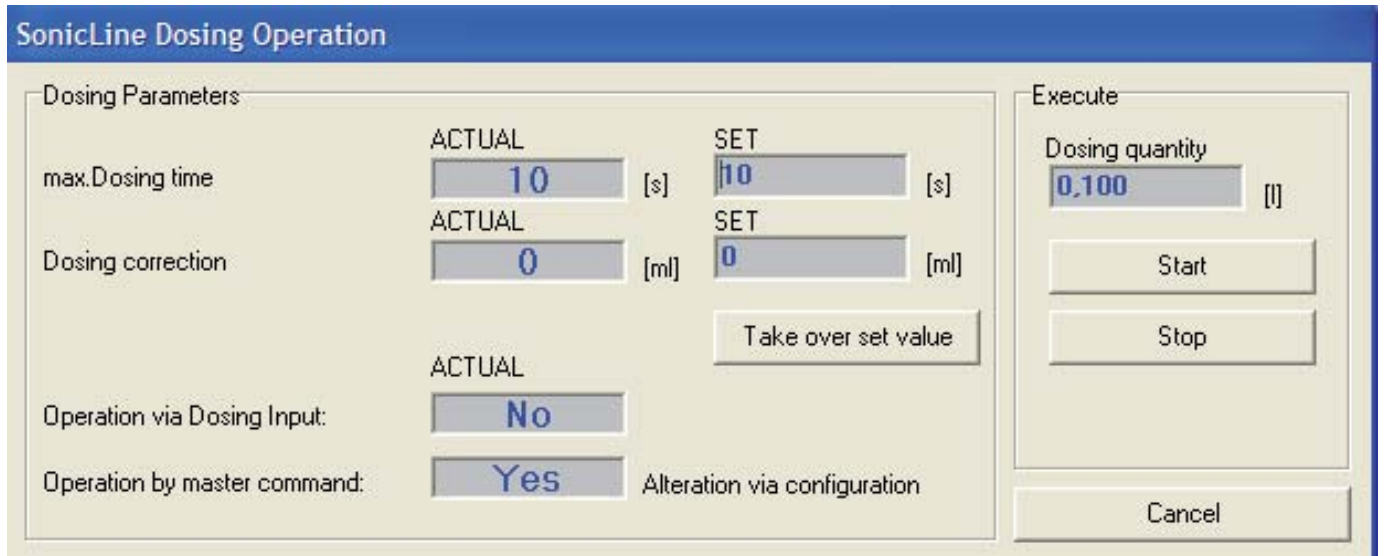 SonicLine Dosing Operation
Dosing Parameters
ACTUAL SET
max.Dosing time 10 [s] 10 [s]
ACTUAL SET
Dosing correction 0 [ml] 0 [ml]
Take over set value
ACTUAL
Operation via Dosing Input: No
Operation by master command: Yes Alteration via configuration
Execute
Dosing quantity
0,100 [l]
Start
Stop
Cancel